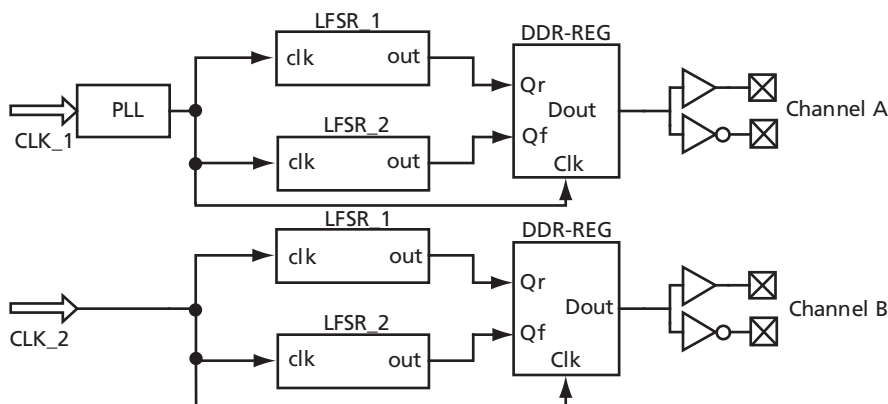 LFSR_1
clk out
DDR-REG
Qr
PLL
Dout
Channel A
CLK_1
LFSR_2
clk out
Qf
Clk
LFSR_1
clk out
DDR-REG
Qr
Dout
Channel B
CLK_2
LFSR_2
clk out
Qf
Clk